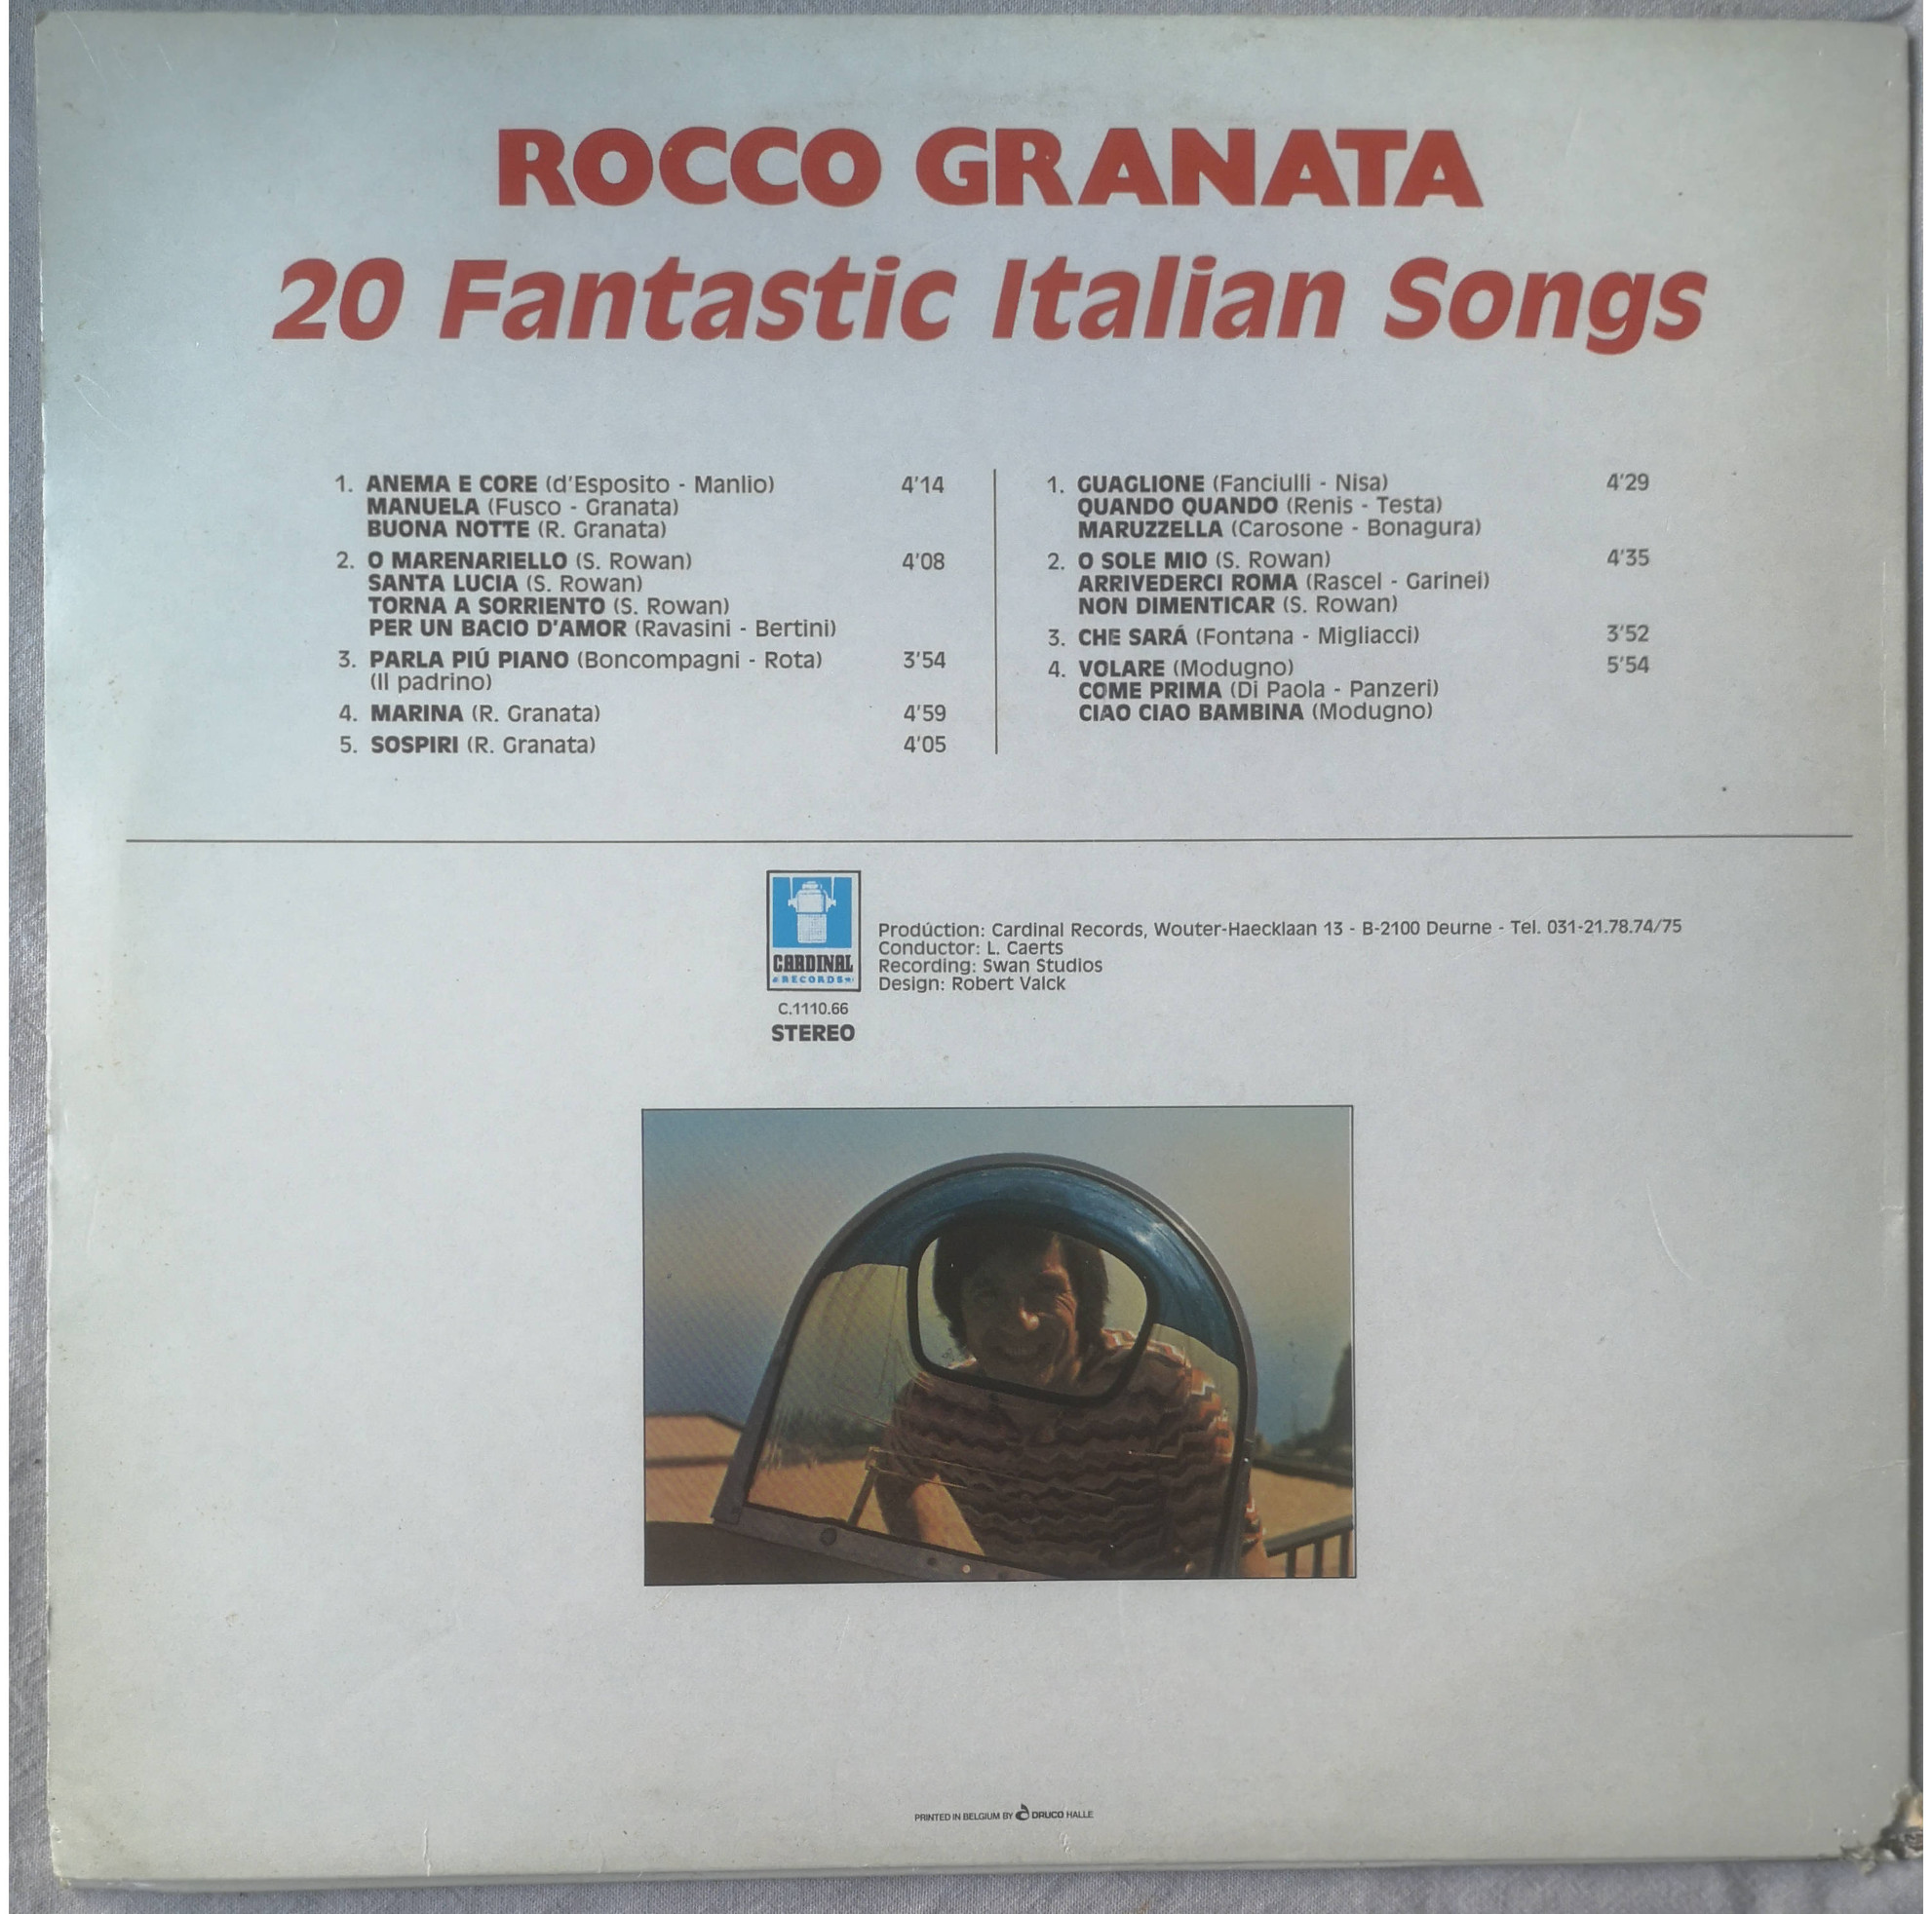 ROCCO GRANATA
20 Fantastic Italian Songs
1. ANEMA E CORE (d'Esposito - Manlio) 4'14
MANUELA (Fusco - Granata)
BUONA NOTTE (R. Granata)
2. O MARENARIELLO (S. Rowan) 4'08
SANTA LUCIA (S. Rowan)
TORNA A SORRIENTO (S. Rowan)
PER UN BACIO D'AMOR (Ravasini - Bertini)
3. PARLA PIÚ PIANO (Boncompagni - Rota) 3'54
(Il padrino)
4. MARINA (R. Granata) 4'59
5. SOSPIRI (R. Granata) 4'05
1. GUAGLIONE (Fanciulli - Nisa) 4'29
QUANDO QUANDO (Renis - Testa)
MARUZZELLA (Carosone - Bonagura)
2. O SOLE MIO (S. Rowan) 4'35
ARRIVEDERCI ROMA (Rascel - Garinei)
NON DIMENTICAR (S. Rowan)
3. CHE SARÁ (Fontana - Migliacci) 3'52
4. VOLARE (Modugno) 5'54
COME PRIMA (Di Paola - Panzeri)
CIAO CIAO BAMBINA (Modugno)
CARDINAL
RECORDS
C.1110.66
STEREO
Prodúction: Cardinal Records, Wouter-Haecklaan 13 - B-2100 Deurne - Tel. 031-21.78.74/75
Conductor: L. Caerts
Recording: Swan Studios
Design: Robert Valck
PRINTED IN BELGIUM BY DRUCO HALLE